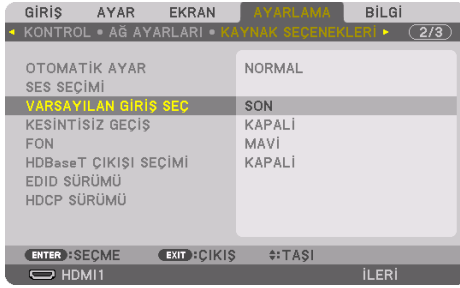 GİRİŞ AYAR EKRAN AYARLAMA BİLGİ
◂ KONTROL • AĞ AYARLARI • KAYNAK SEÇENEKLERİ ▸ 2/3
OTOMATİK AYAR NORMAL
SES SEÇİMİ
VARSAYILAN GİRİŞ SEÇ SON
KESİNTİSİZ GEÇİŞ KAPALİ
FON MAVİ
HDBaseT ÇIKIŞI SEÇİMİ KAPALİ
EDID SÜRÜMÜ
HDCP SÜRÜMÜ
ENTER :SEÇME EXIT :ÇIKIŞ ⬍:TAŞI
HDMI1 İLERİ